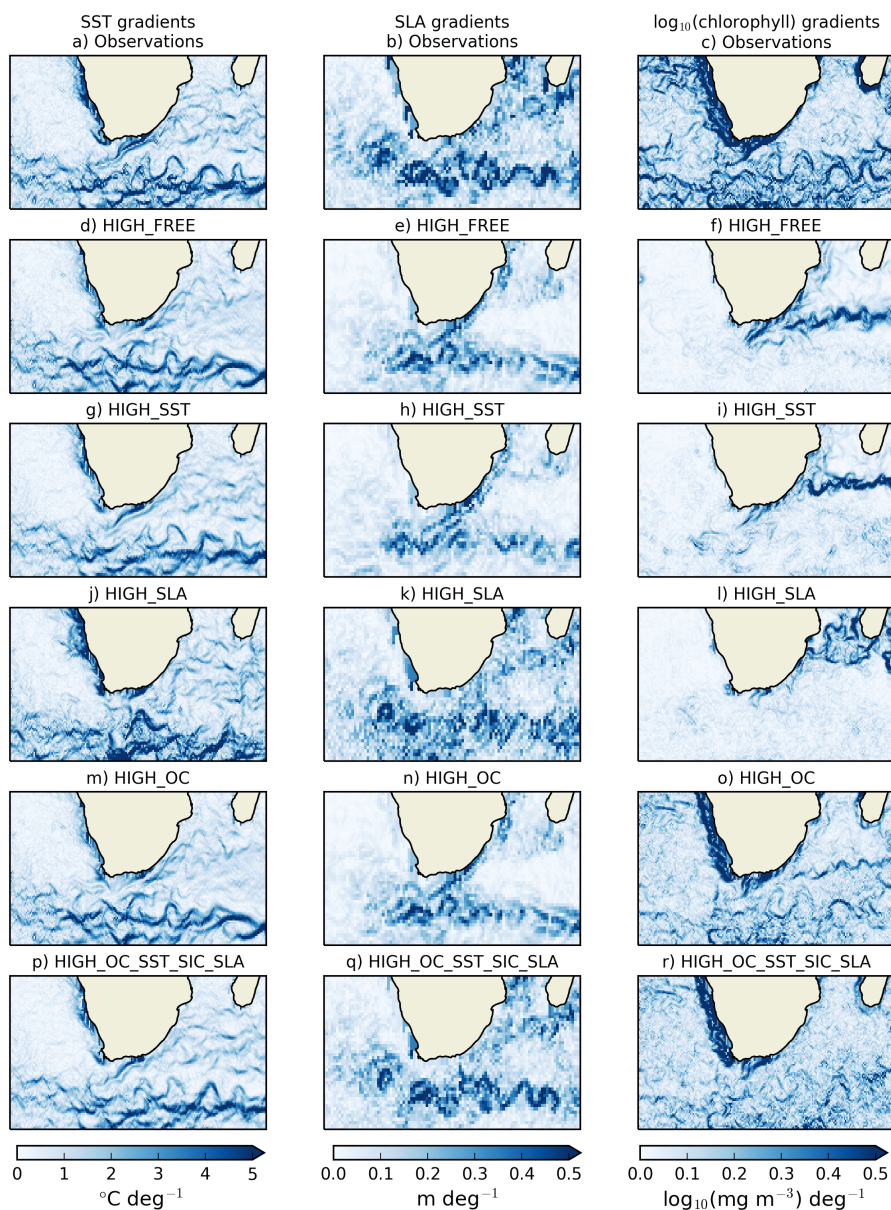 SST gradients
a) Observations
SLA gradients
b) Observations
log₁₀(chlorophyll) gradients
c) Observations
d) HIGH_FREE
e) HIGH_FREE
f) HIGH_FREE
g) HIGH_SST
h) HIGH_SST
i) HIGH_SST
j) HIGH_SLA
k) HIGH_SLA
l) HIGH_SLA
m) HIGH_OC
n) HIGH_OC
o) HIGH_OC
p) HIGH_OC_SST_SIC_SLA
q) HIGH_OC_SST_SIC_SLA
r) HIGH_OC_SST_SIC_SLA
0 1 2 3 4 5
°C deg⁻¹
0.0 0.1 0.2 0.3 0.4 0.5
m deg⁻¹
0.0 0.1 0.2 0.3 0.4 0.5
log₁₀(mg m⁻³) deg⁻¹